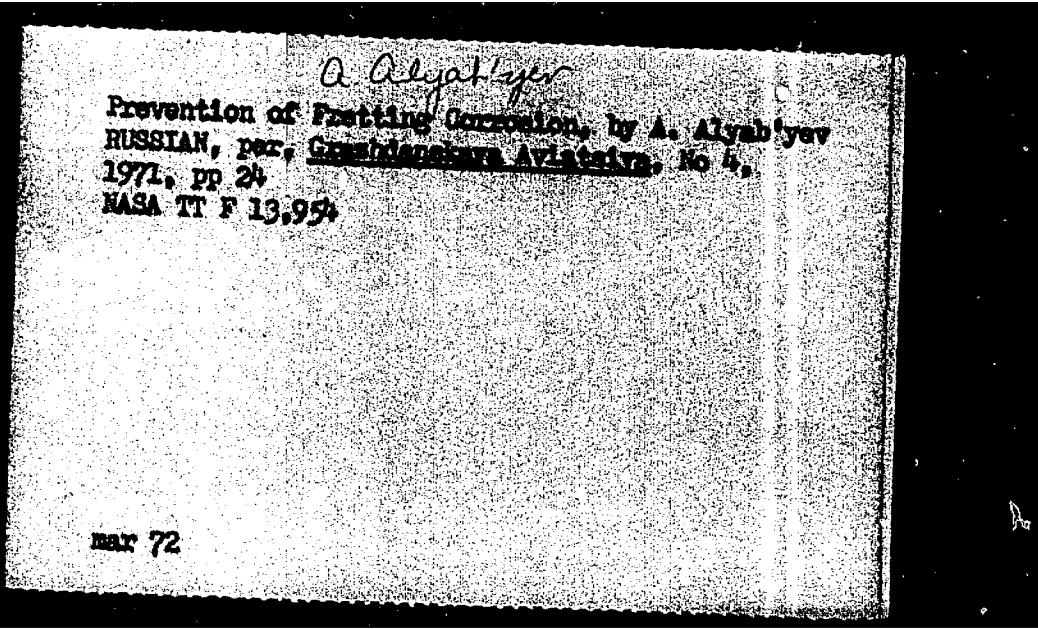 A Alyab'yev
Prevention of Fretting Corrosion, by A. Alyab'yev
RUSSIAN, per, Grazhdanskaya Aviatsiya, No 4,
1971, pp 24
NASA TT F 13,954
mar 72